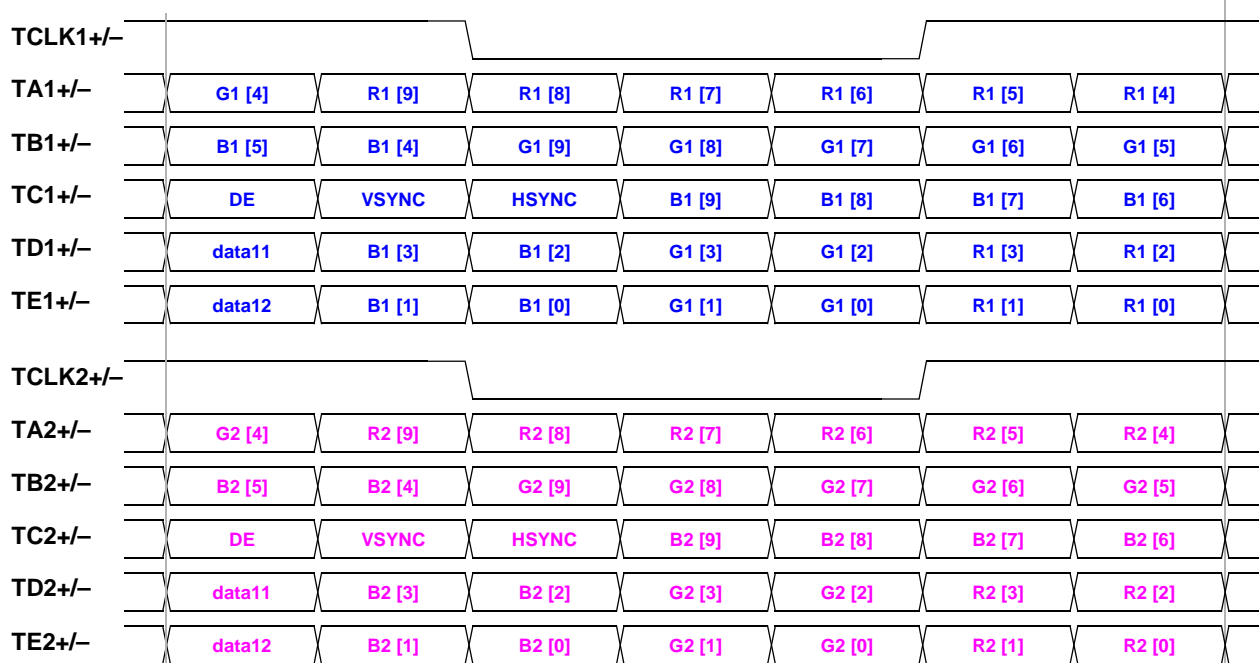 TCLK1+/–
TA1+/– G1 [4] R1 [9] R1 [8] R1 [7] R1 [6] R1 [5] R1 [4]
TB1+/– B1 [5] B1 [4] G1 [9] G1 [8] G1 [7] G1 [6] G1 [5]
TC1+/– DE VSYNC HSYNC B1 [9] B1 [8] B1 [7] B1 [6]
TD1+/– data11 B1 [3] B1 [2] G1 [3] G1 [2] R1 [3] R1 [2]
TE1+/– data12 B1 [1] B1 [0] G1 [1] G1 [0] R1 [1] R1 [0]
TCLK2+/–
TA2+/– G2 [4] R2 [9] R2 [8] R2 [7] R2 [6] R2 [5] R2 [4]
TB2+/– B2 [5] B2 [4] G2 [9] G2 [8] G2 [7] G2 [6] G2 [5]
TC2+/– DE VSYNC HSYNC B2 [9] B2 [8] B2 [7] B2 [6]
TD2+/– data11 B2 [3] B2 [2] G2 [3] G2 [2] R2 [3] R2 [2]
TE2+/– data12 B2 [1] B2 [0] G2 [1] G2 [0] R2 [1] R2 [0]